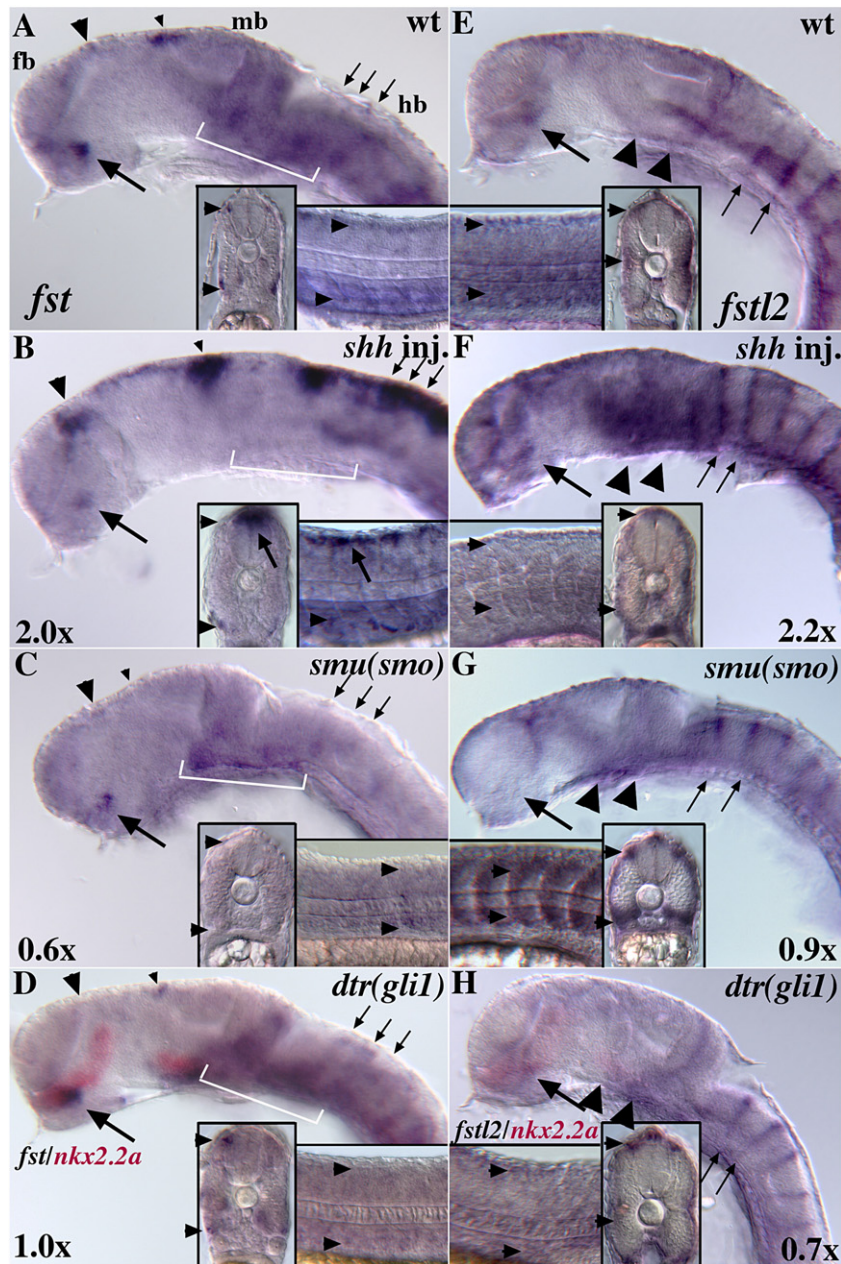 A wt
fb mb hb
fst
E wt
fstl2
B shh inj.
2.0x
F shh inj.
2.2x
C smu(smo)
0.6x
G smu(smo)
0.9x
D dtr(gli1)
fst/nkx2.2a
1.0x
H dtr(gli1)
fstl2/nkx2.2a
0.7x